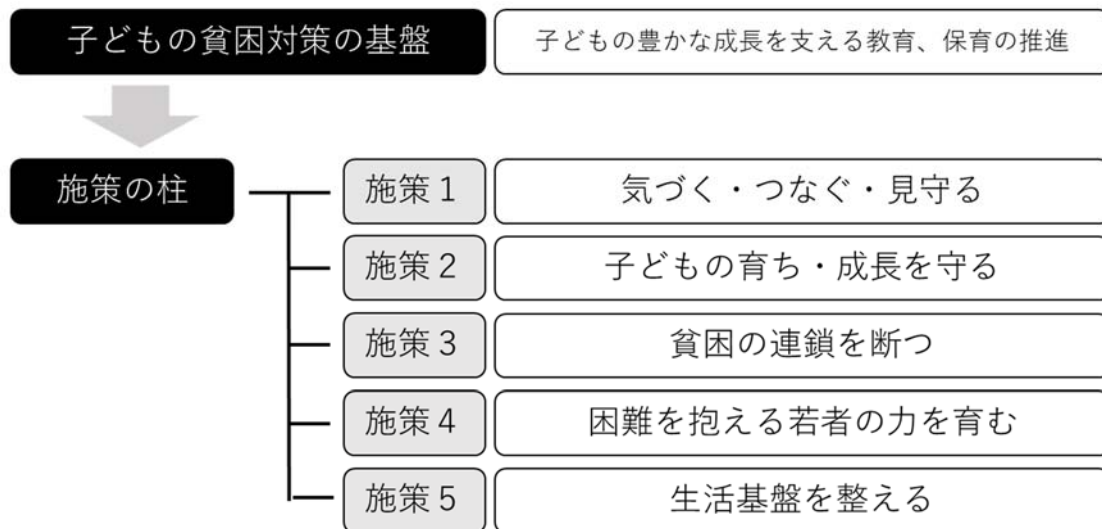 子どもの貧困対策の基盤
子どもの豊かな成長を支える教育、保育の推進
施策の柱
施策１
気づく・つなぐ・見守る
施策２
子どもの育ち・成長を守る
施策３
貧困の連鎖を断つ
施策４
困難を抱える若者の力を育む
施策５
生活基盤を整える